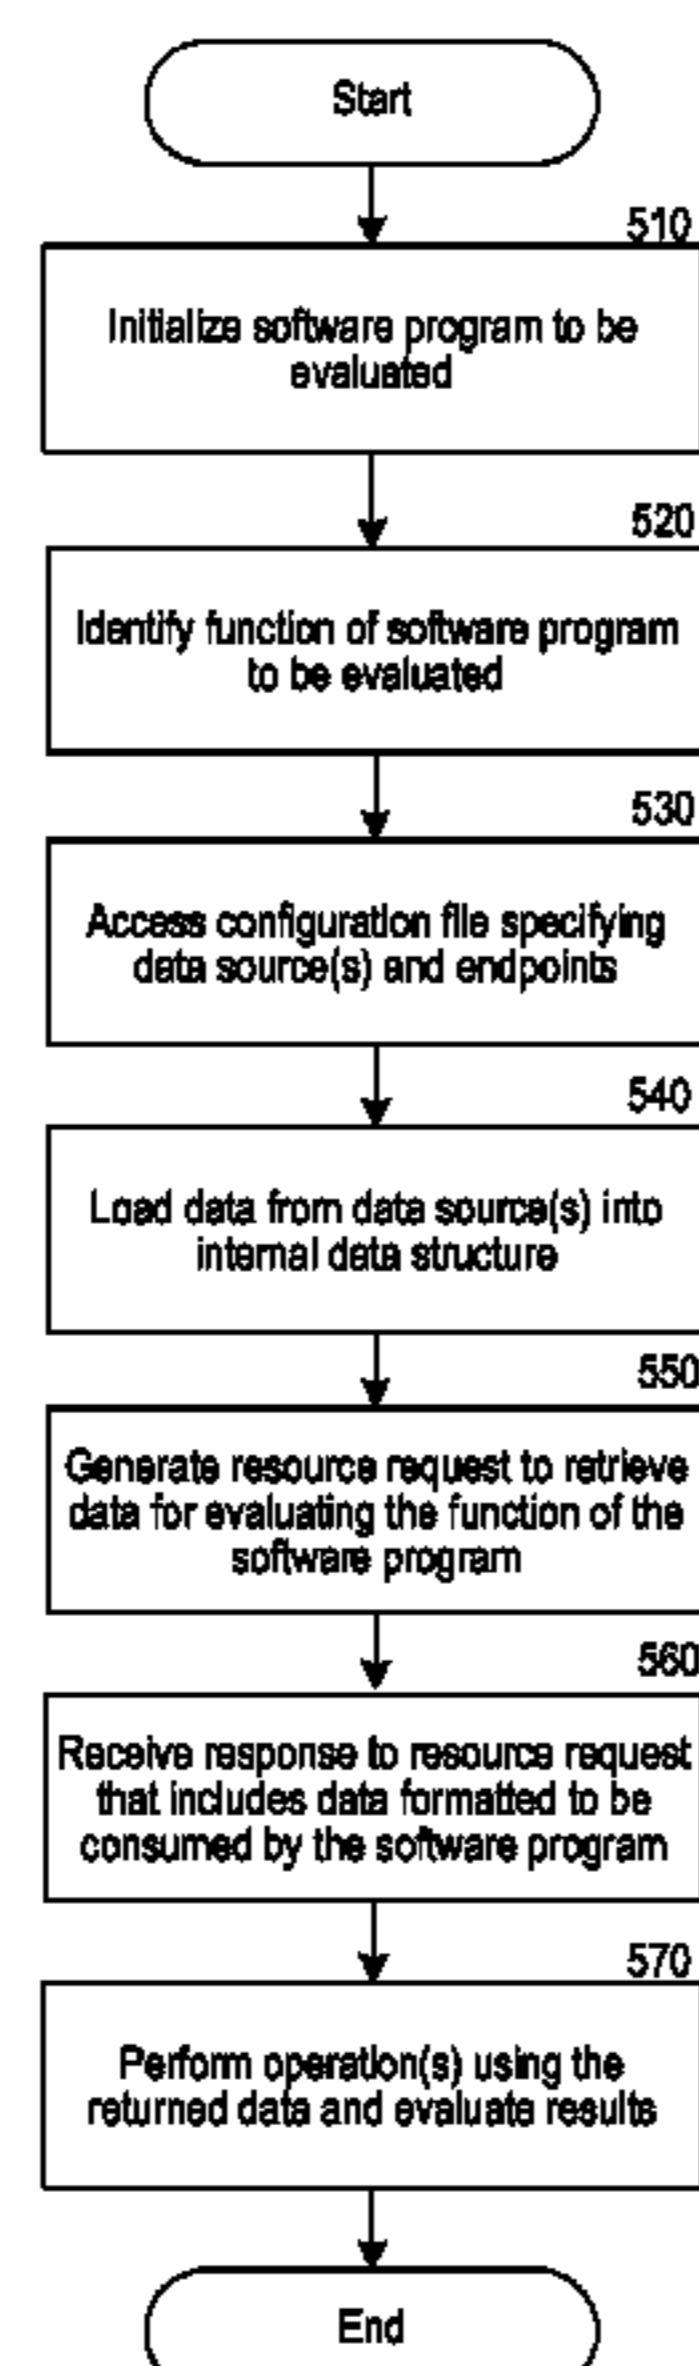 Start
510
Initialize software program to be
evaluated
520
Identify function of software program
to be evaluated
530
Access configuration file specifying
data source(s) and endpoints
540
Load data from data source(s) into
internal data structure
550
Generate resource request to retrieve
data for evaluating the function of the
software program
560
Receive response to resource request
that includes data formatted to be
consumed by the software program
570
Perform operation(s) using the
returned data and evaluate results
End